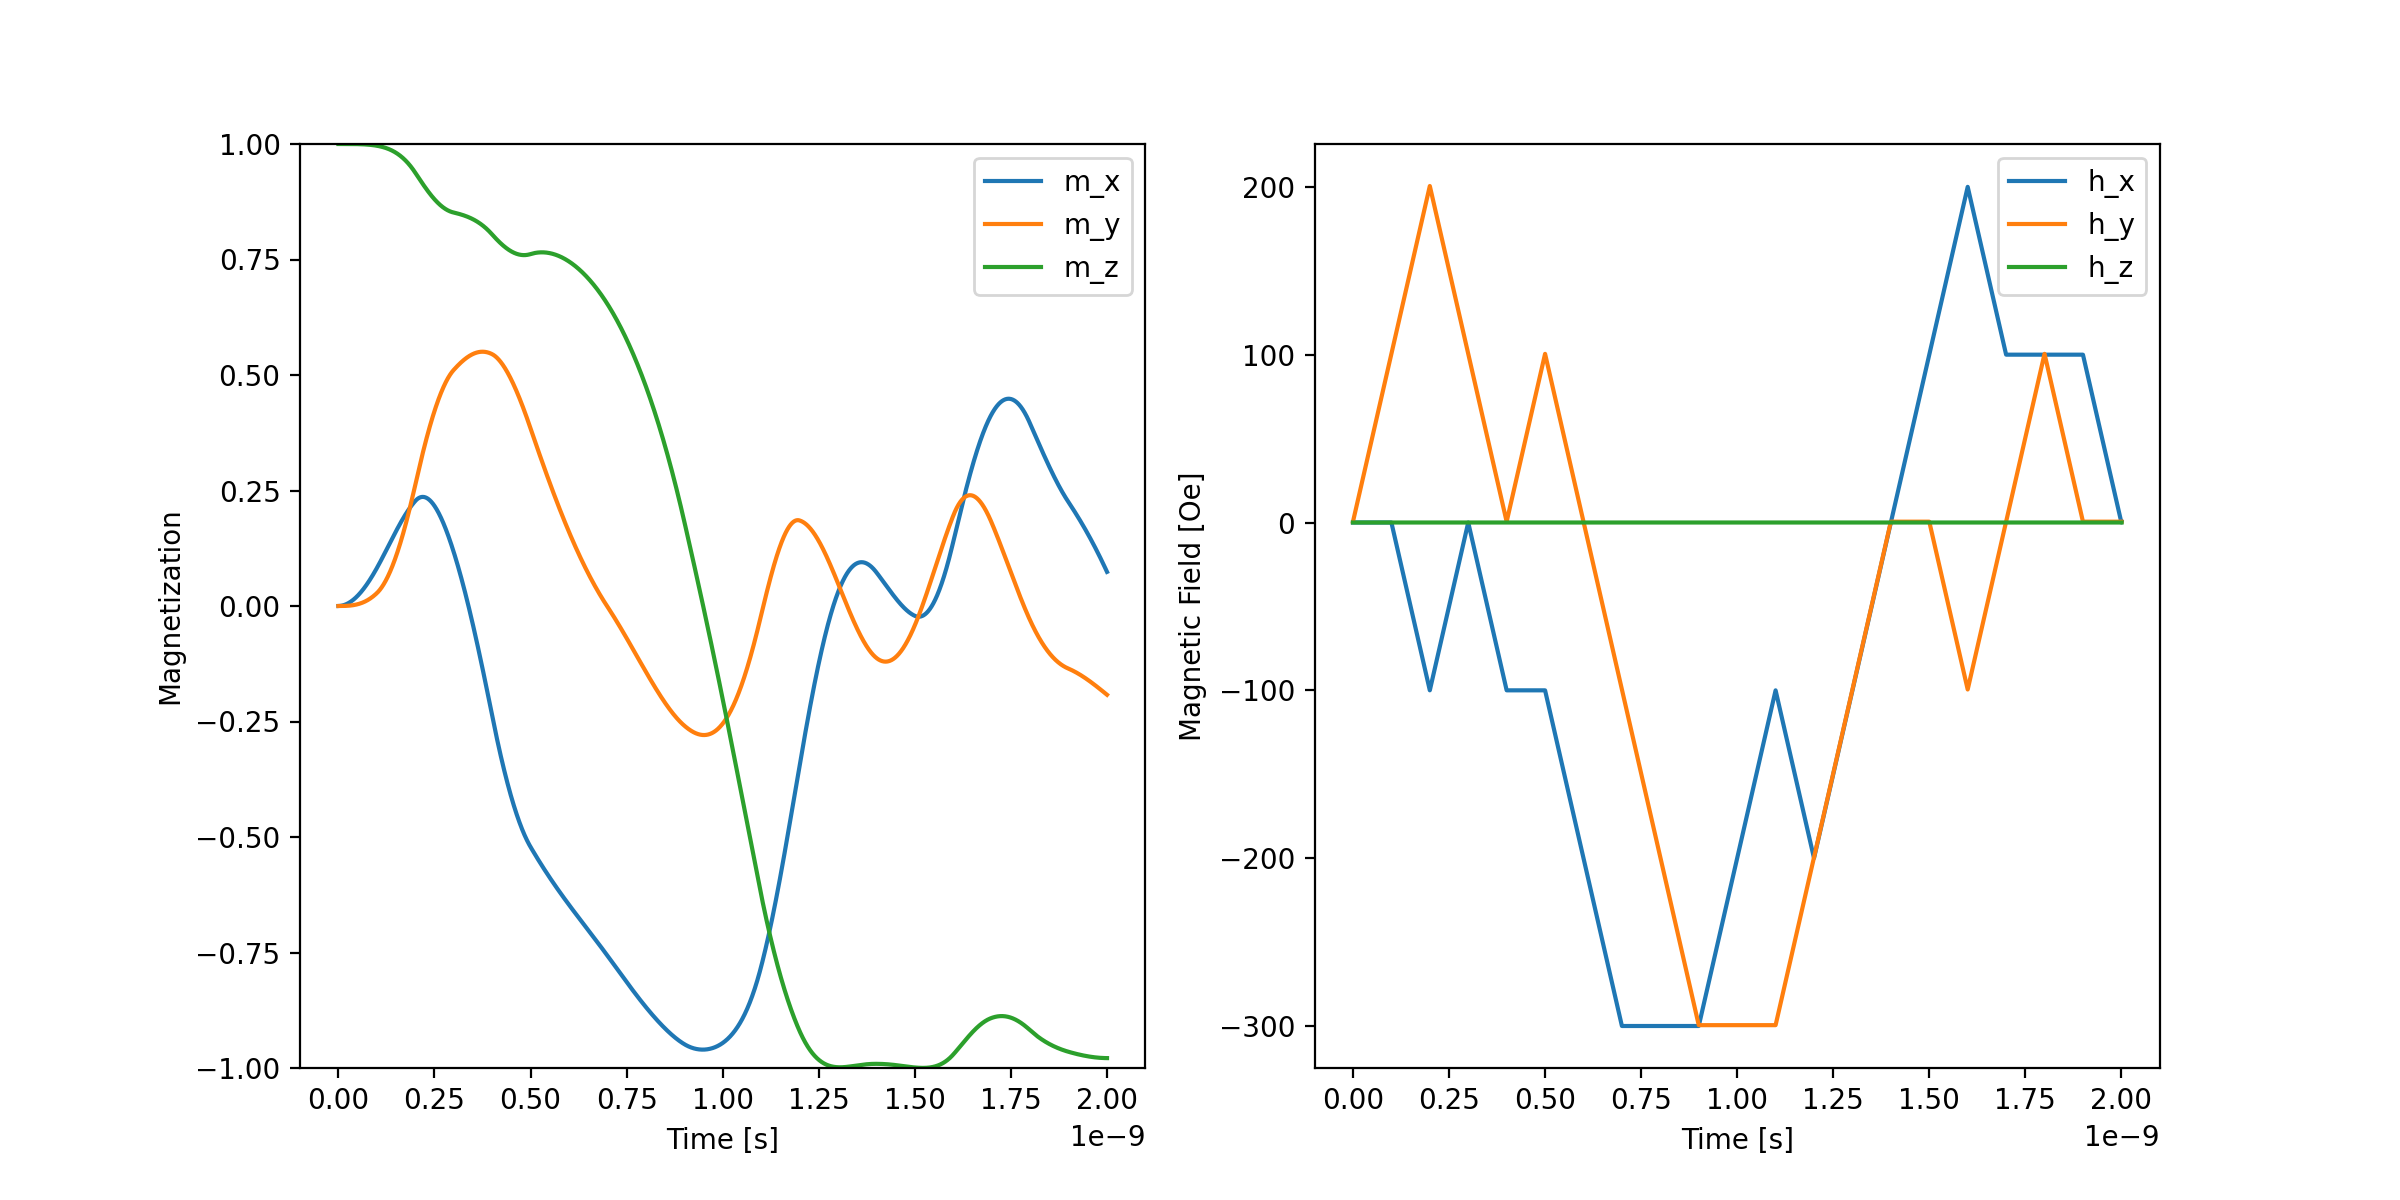 Magnetization
1.00
0.75
0.50
0.25
0.00
−0.25
−0.50
−0.75
−1.00
m_x
m_y
m_z
0.00 0.25 0.50 0.75 1.00 1.25 1.50 1.75 2.00
Time [s]
1e−9
Magnetic Field [Oe]
200
100
0
−100
−200
−300
h_x
h_y
h_z
0.00 0.25 0.50 0.75 1.00 1.25 1.50 1.75 2.00
Time [s]
1e−9